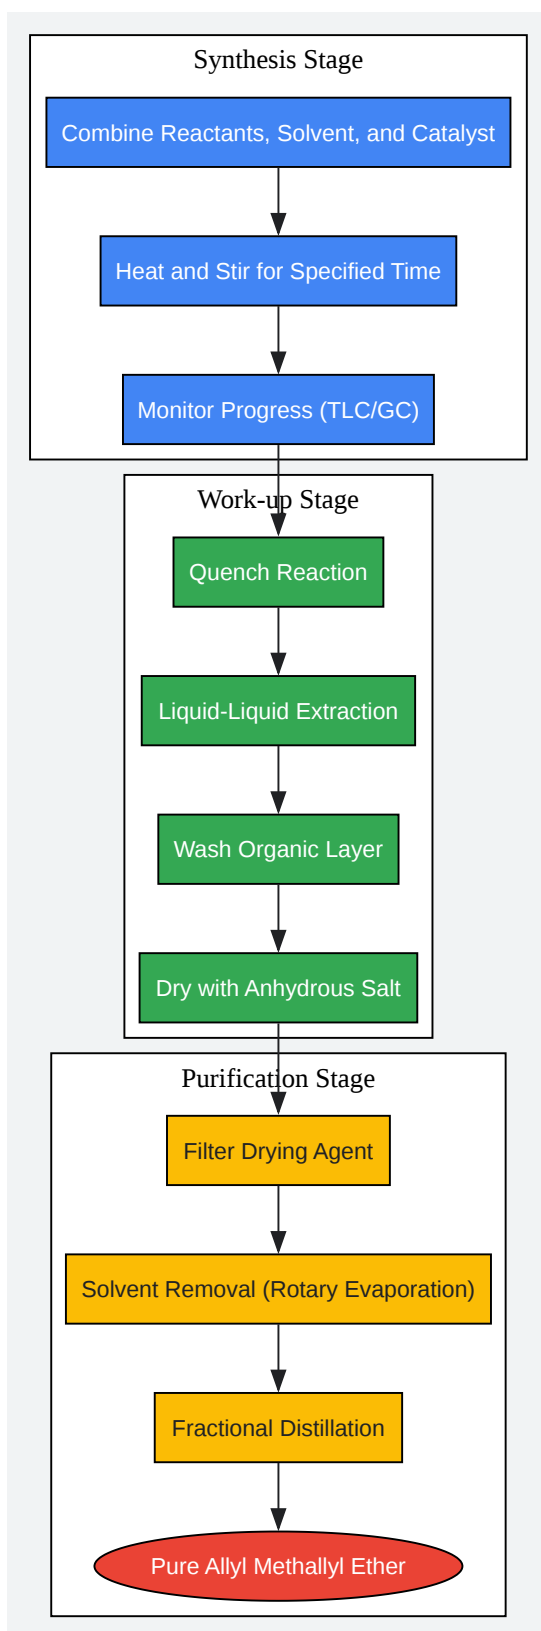 Synthesis Stage
Combine Reactants, Solvent, and Catalyst
Heat and Stir for Specified Time
Monitor Progress (TLC/GC)
Work-up Stage
Quench Reaction
Liquid-Liquid Extraction
Wash Organic Layer
Dry with Anhydrous Salt
Purification Stage
Filter Drying Agent
Solvent Removal (Rotary Evaporation)
Fractional Distillation
Pure Allyl Methallyl Ether